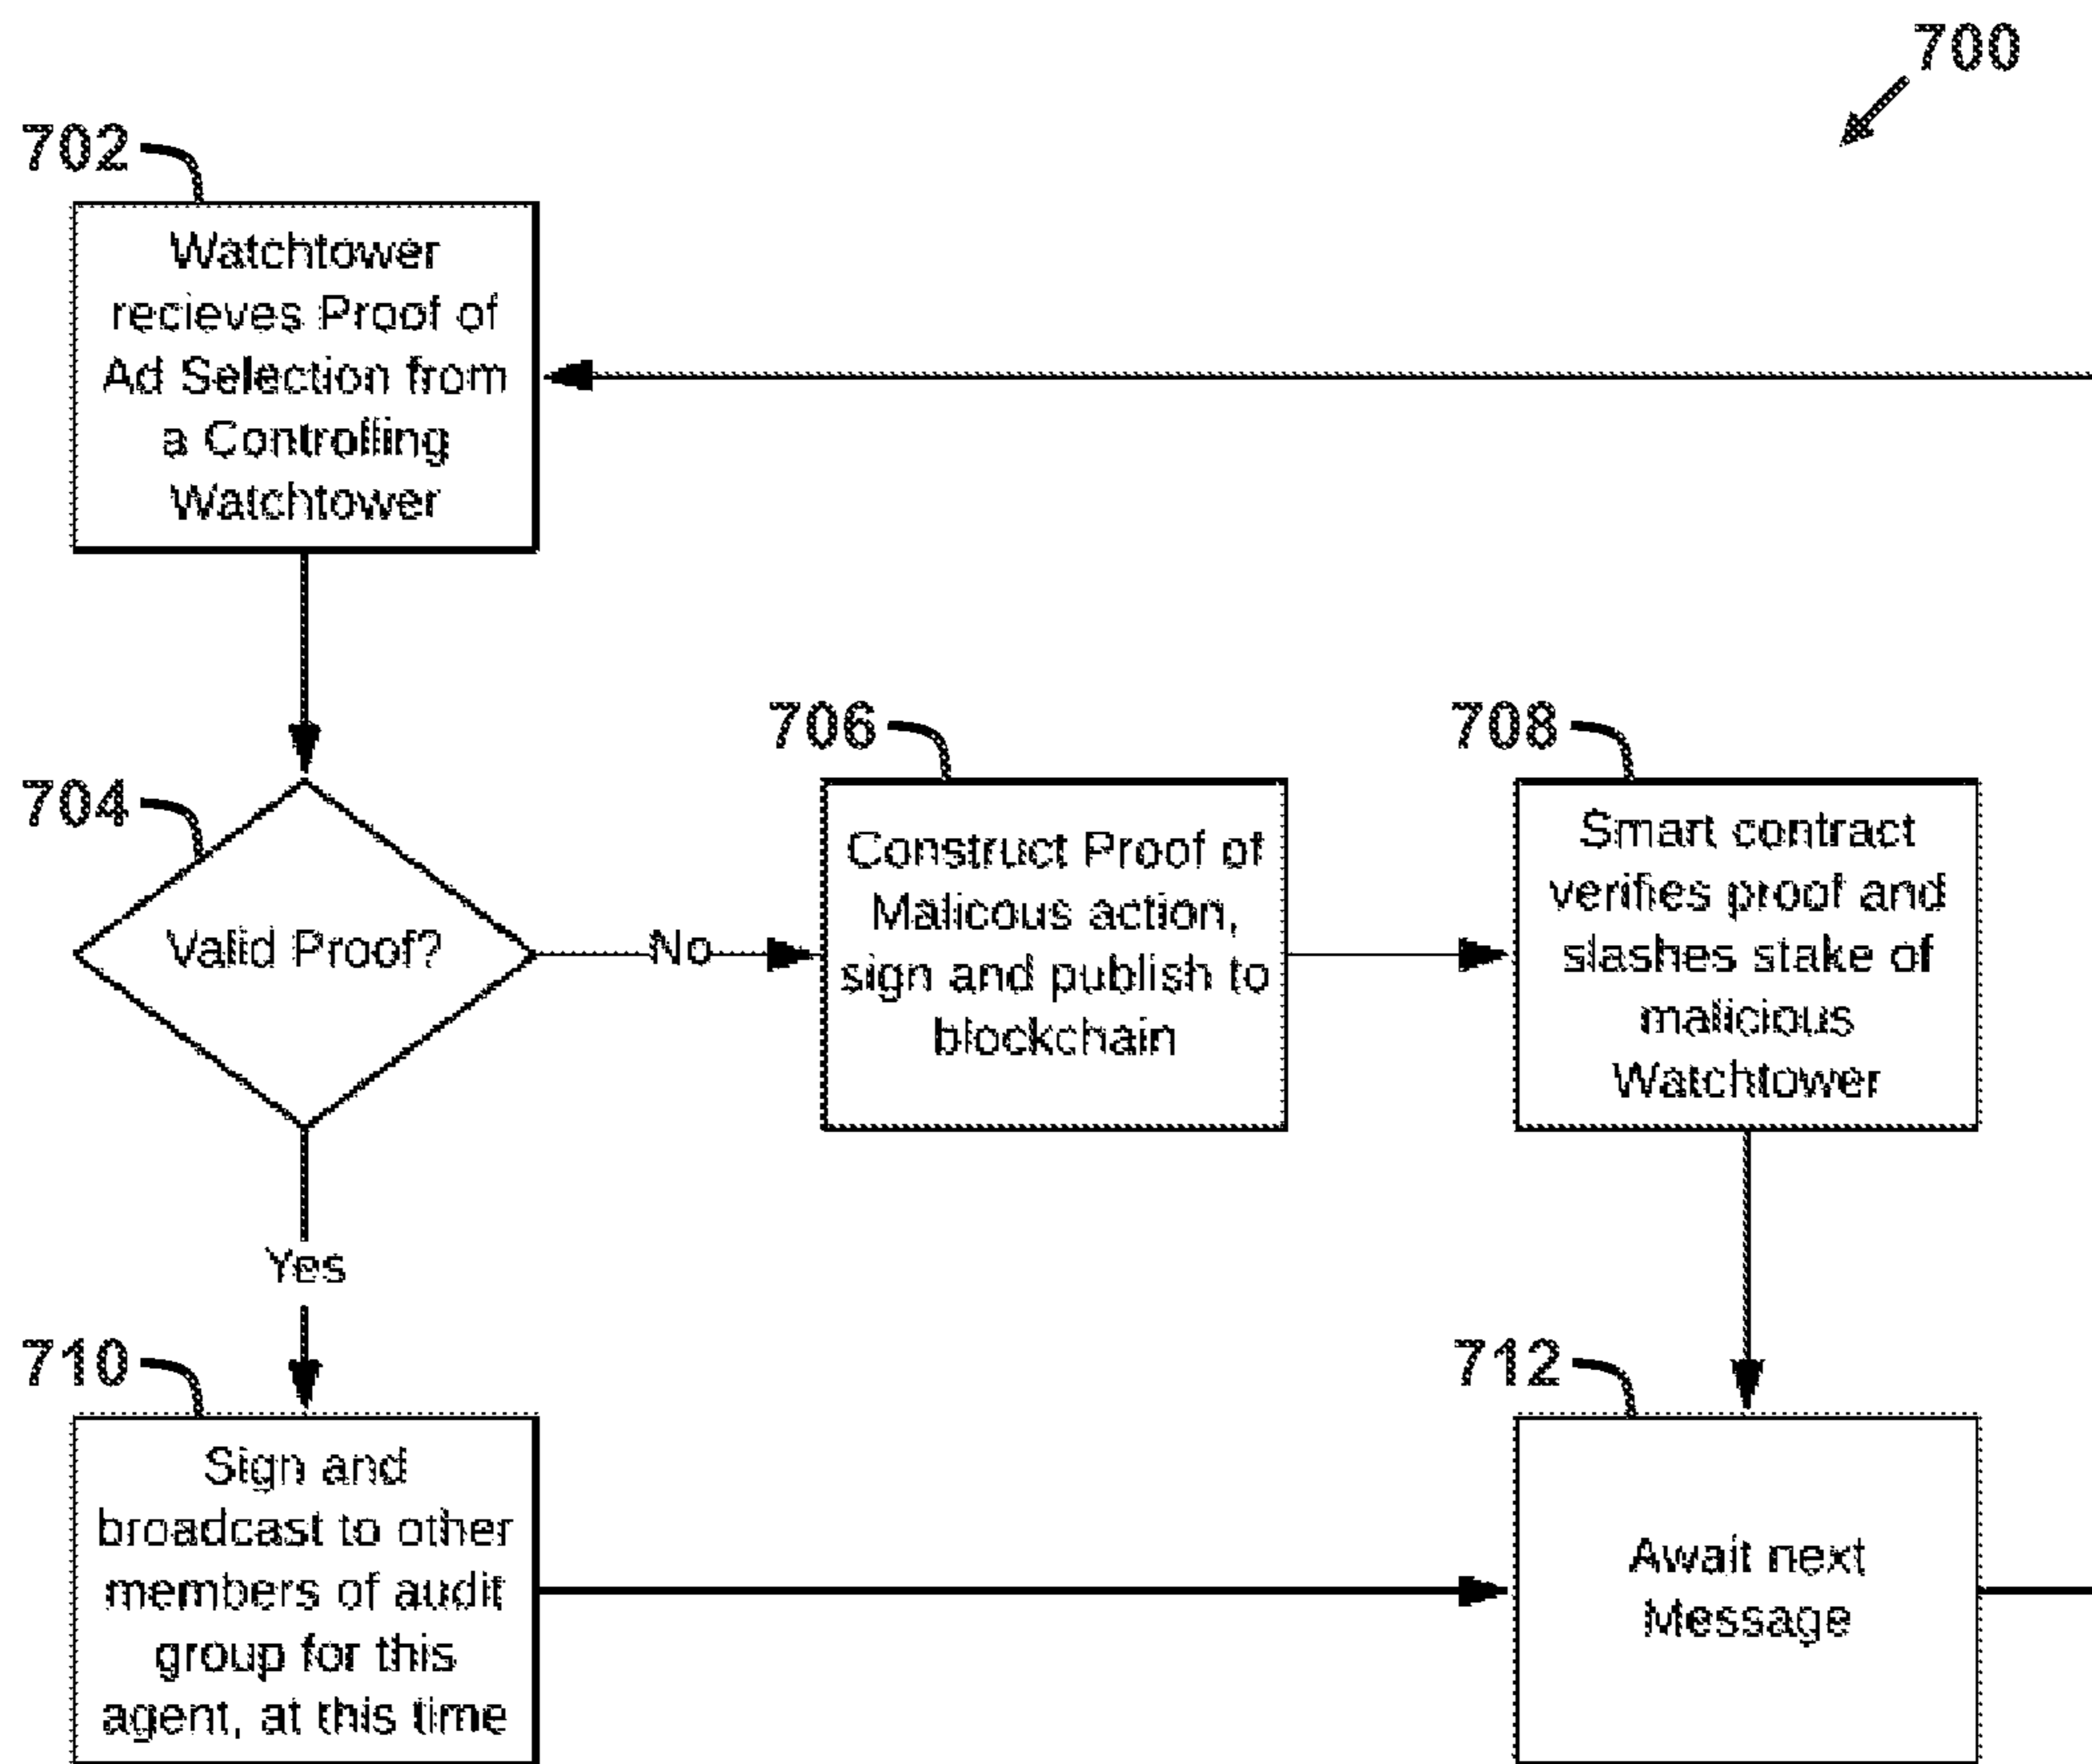 700
702
Watchtower
recieves Proof of
Ad Selection from
a Controlling
Watchtower
704
Valid Proof?
No
706
Construct Proof of
Malicous action,
sign and publish to
blockchain
708
Smart contract
verifies proof and
slashes stake of
malicious
Watchtower
Yes
710
Sign and
broadcast to other
members of audit
group for this
agent, at this time
712
Await next
Message